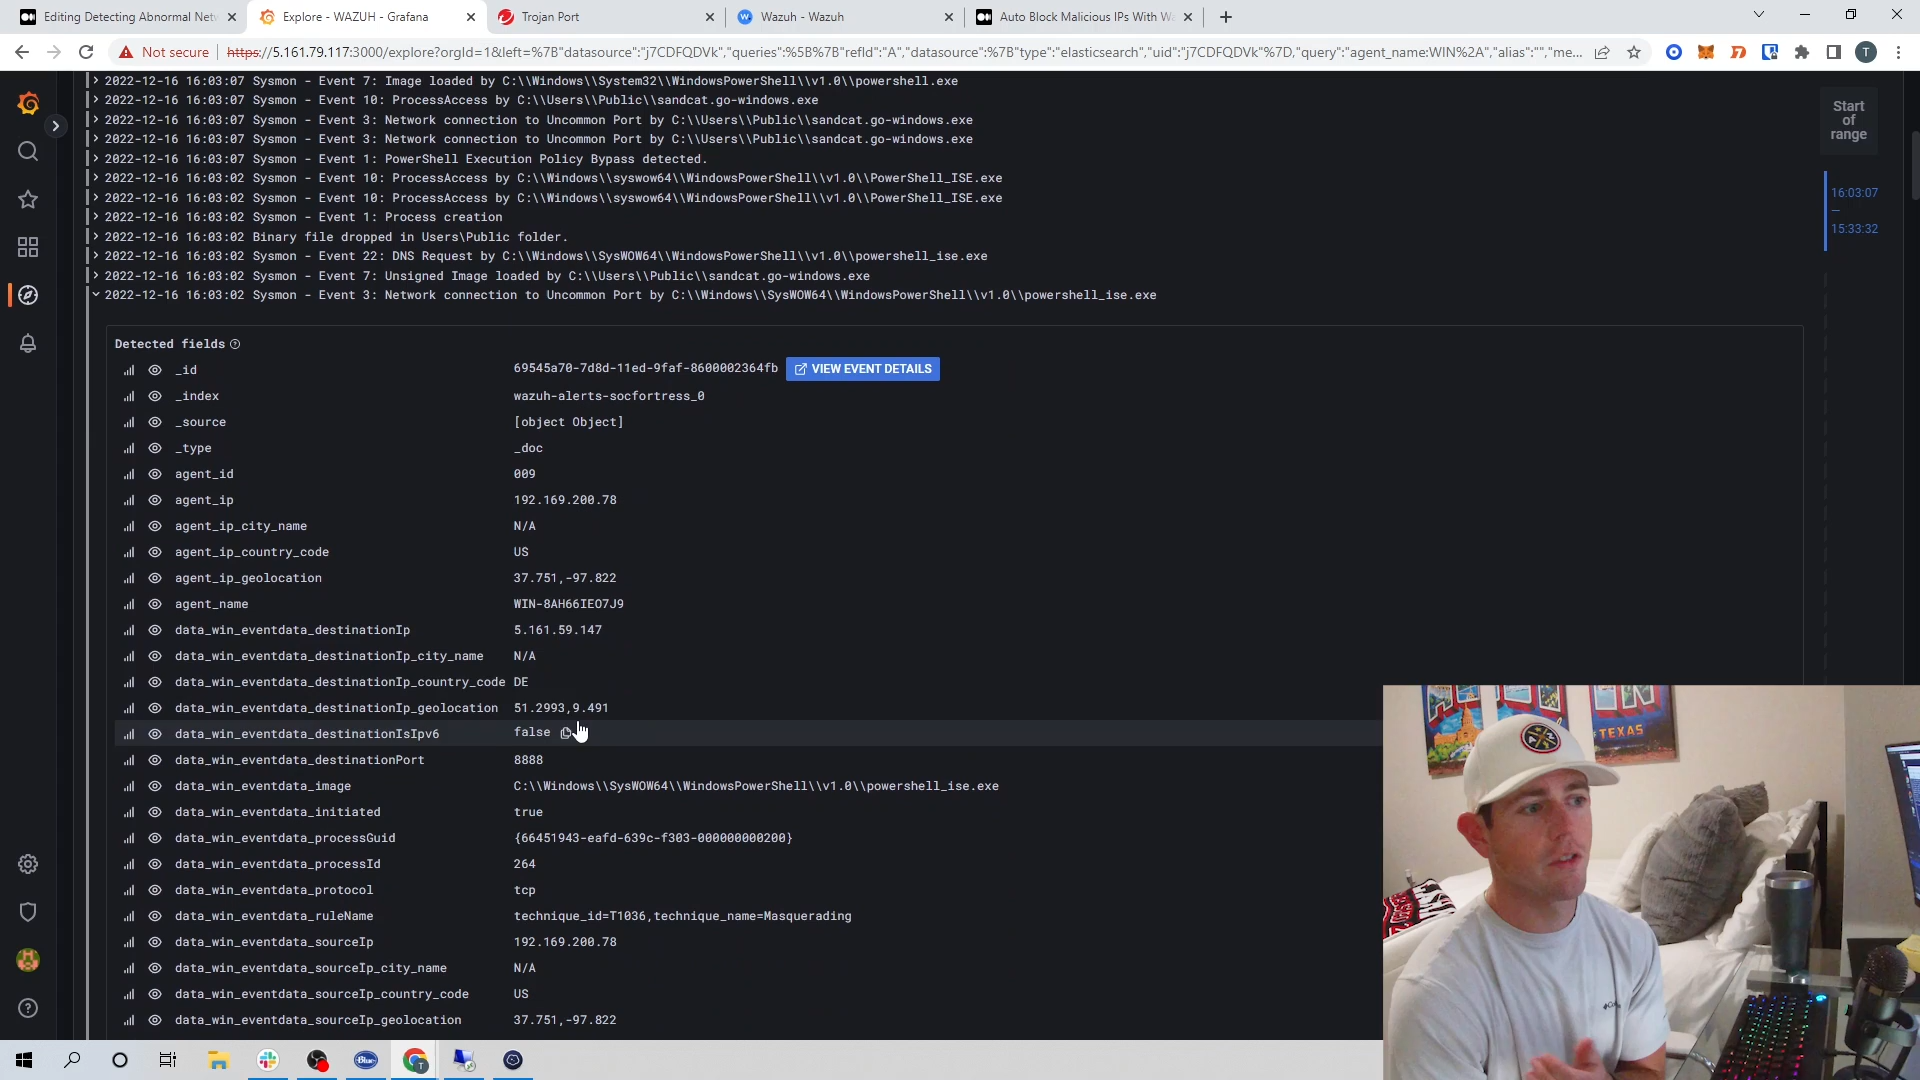 Editing Detecting Abnormal Netw
Explore - WAZUH - Grafana
Trojan Port
Wazuh - Wazuh
Auto Block Malicious IPs With Wa
Not secure
https://5.161.79.117:3000/explore?orgId=1&left=%7B"datasource":"j7CDFQDVk","queries":%5B%7B"refId":"A","datasource":%7B"type":"elasticsearch","uid":"j7CDFQDVk"%7D,"query":"agent_name:WIN%2A","alias":"","me...
T
2022-12-16 16:03:07 Sysmon - Event 7: Image loaded by C:\\Windows\\System32\\WindowsPowerShell\\v1.0\\powershell.exe
2022-12-16 16:03:07 Sysmon - Event 10: ProcessAccess by C:\\Users\\Public\\sandcat.go-windows.exe
2022-12-16 16:03:07 Sysmon - Event 3: Network connection to Uncommon Port by C:\\Users\\Public\\sandcat.go-windows.exe
2022-12-16 16:03:07 Sysmon - Event 3: Network connection to Uncommon Port by C:\\Users\\Public\\sandcat.go-windows.exe
2022-12-16 16:03:07 Sysmon - Event 1: PowerShell Execution Policy Bypass detected.
2022-12-16 16:03:02 Sysmon - Event 10: ProcessAccess by C:\\Windows\\syswow64\\WindowsPowerShell\\v1.0\\PowerShell_ISE.exe
2022-12-16 16:03:02 Sysmon - Event 10: ProcessAccess by C:\\Windows\\syswow64\\WindowsPowerShell\\v1.0\\PowerShell_ISE.exe
2022-12-16 16:03:02 Sysmon - Event 1: Process creation
2022-12-16 16:03:02 Binary file dropped in Users\Public folder.
2022-12-16 16:03:02 Sysmon - Event 22: DNS Request by C:\\Windows\\SysWOW64\\WindowsPowerShell\\v1.0\\powershell_ise.exe
2022-12-16 16:03:02 Sysmon - Event 7: Unsigned Image loaded by C:\\Users\\Public\\sandcat.go-windows.exe
2022-12-16 16:03:02 Sysmon - Event 3: Network connection to Uncommon Port by C:\\Windows\\SysWOW64\\WindowsPowerShell\\v1.0\\powershell_ise.exe
Start
of
range
16:03:07
—
15:33:32
Detected fields
_id 69545a70-7d8d-11ed-9faf-8600002364fb VIEW EVENT DETAILS
_index wazuh-alerts-socfortress_0
_source [object Object]
_type _doc
agent_id 009
agent_ip 192.169.200.78
agent_ip_city_name N/A
agent_ip_country_code US
agent_ip_geolocation 37.751,-97.822
agent_name WIN-8AH66IEO7J9
data_win_eventdata_destinationIp 5.161.59.147
data_win_eventdata_destinationIp_city_name N/A
data_win_eventdata_destinationIp_country_code DE
data_win_eventdata_destinationIp_geolocation 51.2993,9.491
data_win_eventdata_destinationIsIpv6 false
data_win_eventdata_destinationPort 8888
data_win_eventdata_image C:\\Windows\\SysWOW64\\WindowsPowerShell\\v1.0\\powershell_ise.exe
data_win_eventdata_initiated true
data_win_eventdata_processGuid {66451943-eafd-639c-f303-000000000200}
data_win_eventdata_processId 264
data_win_eventdata_protocol tcp
data_win_eventdata_ruleName technique_id=T1036,technique_name=Masquerading
data_win_eventdata_sourceIp 192.169.200.78
data_win_eventdata_sourceIp_city_name N/A
data_win_eventdata_sourceIp_country_code US
data_win_eventdata_sourceIp_geolocation 37.751,-97.822
TEXAS
Blue